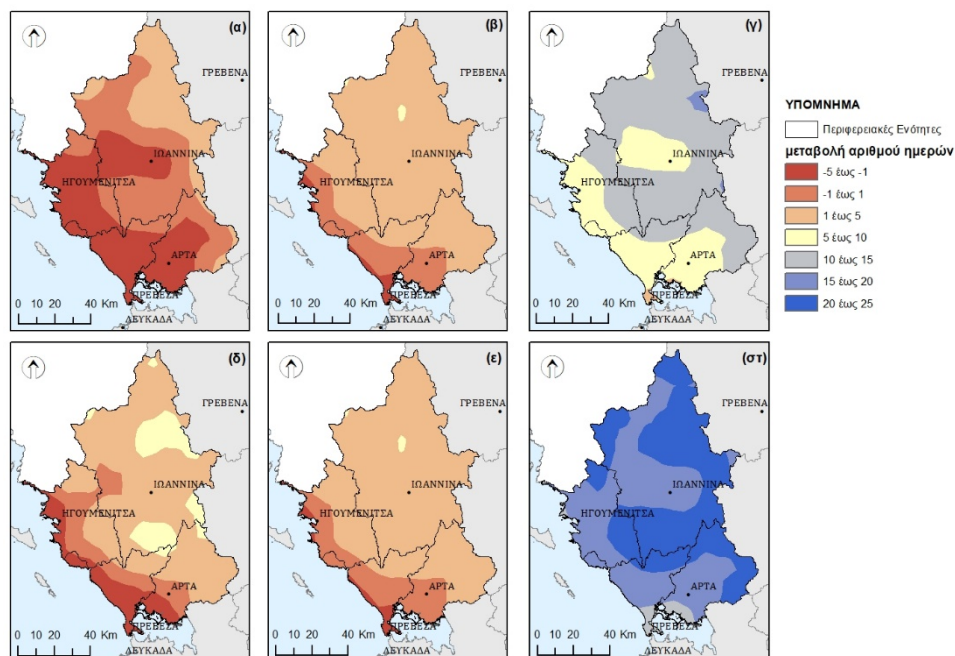 (α)
ΓΡΕΒΕΝΑ
ΙΩΑΝΝΙΝΑ
ΗΓΟΥΜΕΝΙΤΣΑ
ΑΡΤΑ
ΠΡΕΒΕΖΑ
0 10 20 40 Km
ΛΕΥΚΑΔΑ
(β)
ΓΡΕΒΕΝΑ
ΙΩΑΝΝΙΝΑ
ΗΓΟΥΜΕΝΙΤΣΑ
ΑΡΤΑ
ΠΡΕΒΕΖΑ
0 10 20 40 Km
ΛΕΥΚΑΔΑ
(γ)
ΓΡΕΒΕΝΑ
ΙΩΑΝΝΙΝΑ
ΗΓΟΥΜΕΝΙΤΣΑ
ΑΡΤΑ
ΠΡΕΒΕΖΑ
0 10 20 40 Km
ΛΕΥΚΑΔΑ
ΥΠΟΜΝΗΜΑ
Περιφερειακές Ενότητες
μεταβολή αριθμού ημερών
-5 έως -1
-1 έως 1
1 έως 5
5 έως 10
10 έως 15
15 έως 20
20 έως 25
(δ)
ΓΡΕΒΕΝΑ
ΙΩΑΝΝΙΝΑ
ΗΓΟΥΜΕΝΙΤΣΑ
ΑΡΤΑ
ΠΡΕΒΕΖΑ
0 10 20 40 Km
ΛΕΥΚΑΔΑ
(ε)
ΓΡΕΒΕΝΑ
ΙΩΑΝΝΙΝΑ
ΗΓΟΥΜΕΝΙΤΣΑ
ΑΡΤΑ
ΠΡΕΒΕΖΑ
0 10 20 40 Km
ΛΕΥΚΑΔΑ
(στ)
ΓΡΕΒΕΝΑ
ΙΩΑΝΝΙΝΑ
ΗΓΟΥΜΕΝΙΤΣΑ
ΑΡΤΑ
ΠΡΕΒΕΖΑ
0 10 20 40 Km
ΛΕΥΚΑΔΑ